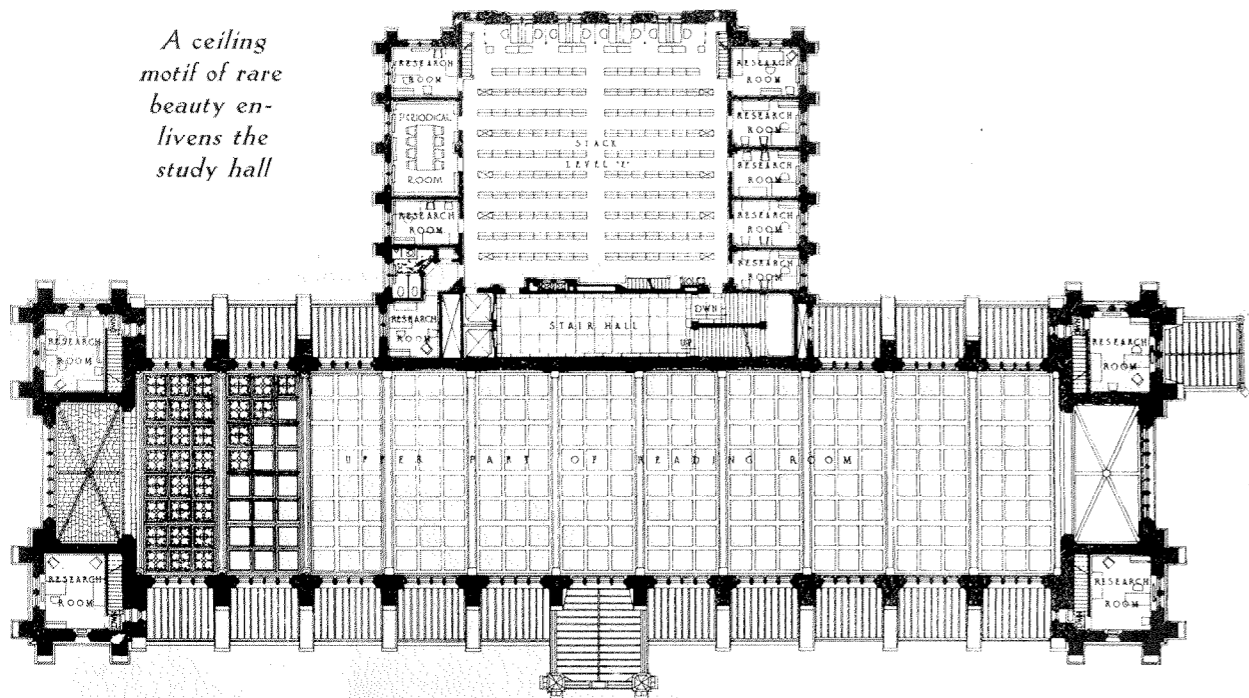 A ceiling
motif of rare
beauty en-
livens the
study hall
RESEARCH
ROOM
RESEARCH
ROOM
PERIODICAL
ROOM
RESEARCH
ROOM
STACK
LEVEL
RESEARCH
ROOM
RESEARCH
ROOM
RESEARCH
ROOM
RESEARCH
ROOM
RESEARCH
ROOM
RESEARCH
ROOM
STAIR HALL
DWN
UP
RESEARCH
ROOM
RESEARCH
ROOM
UPPER PART OF READING ROOM
RESEARCH
ROOM
RESEARCH
ROOM